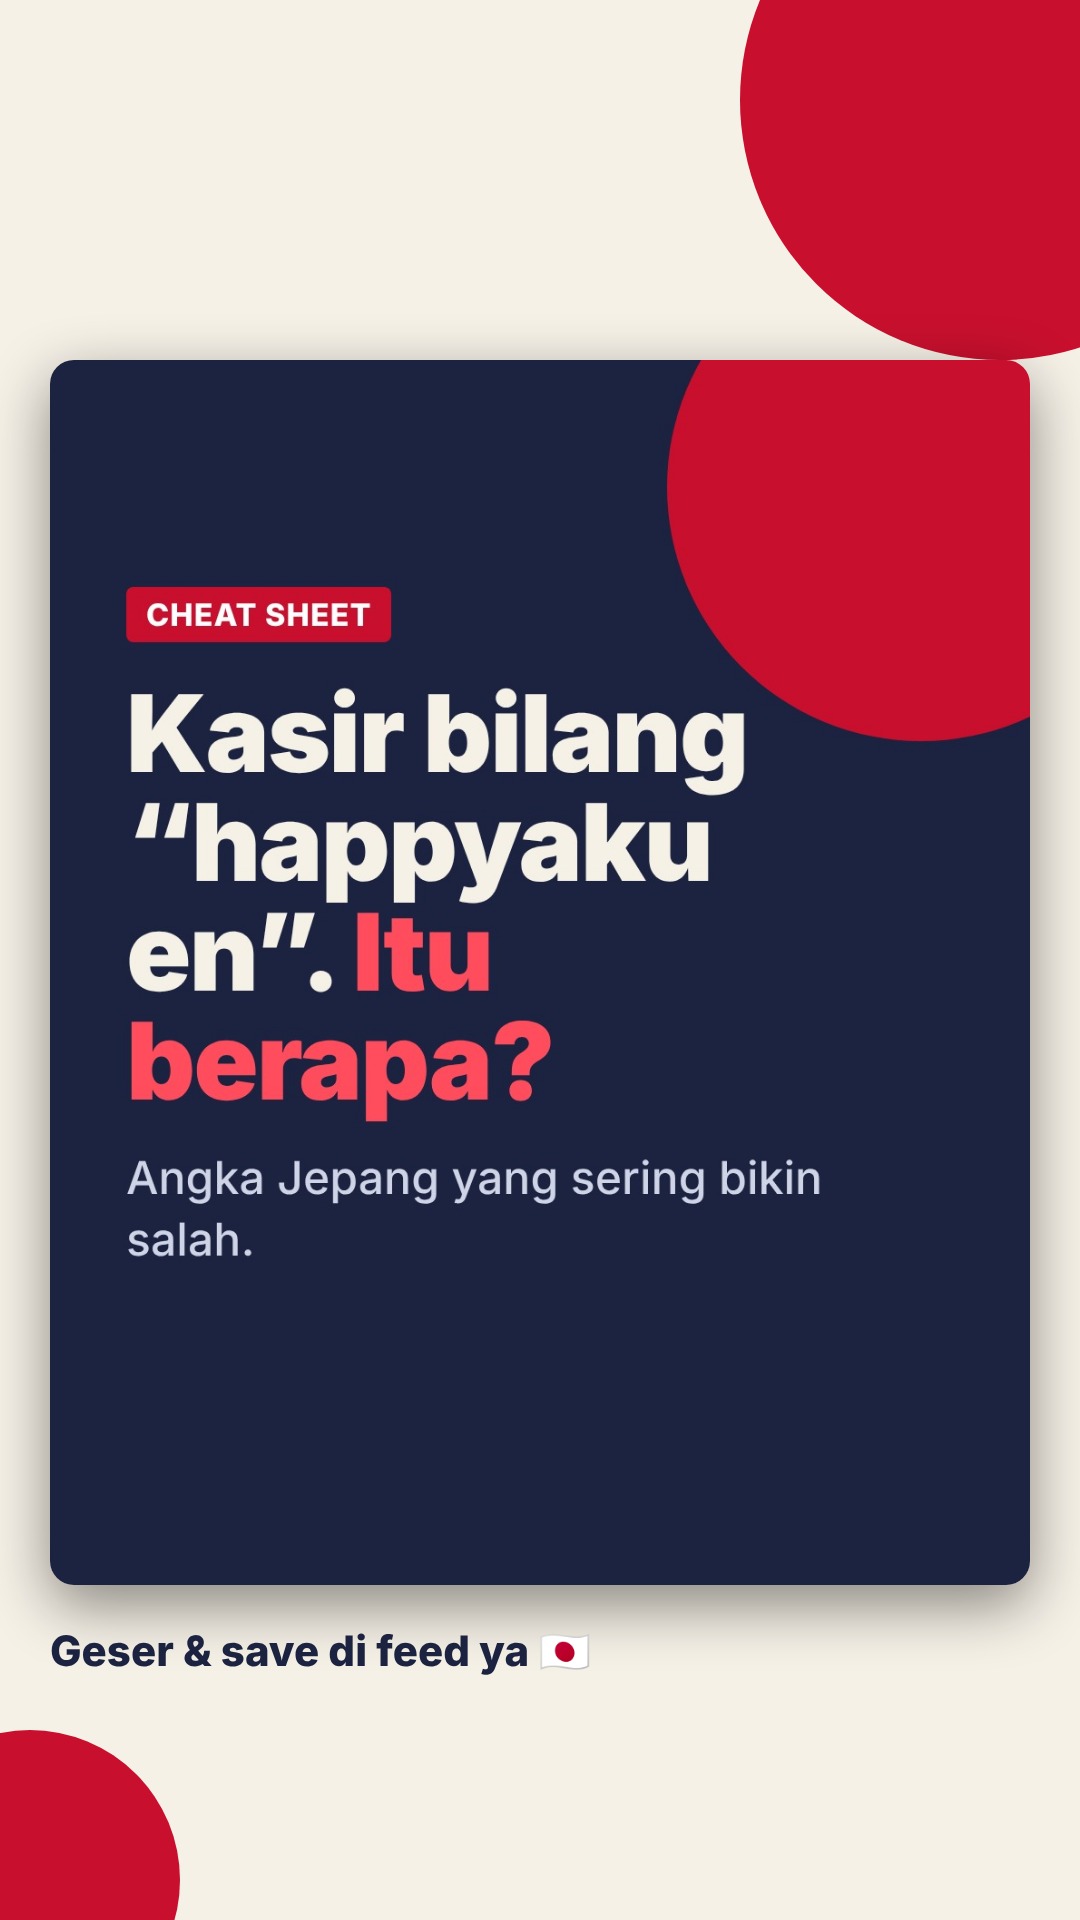 CHEAT SHEET
Kasir bilang
“happyaku
en”. Itu
berapa?
Angka Jepang yang sering bikin
salah.
Geser & save di feed ya 🇯🇵